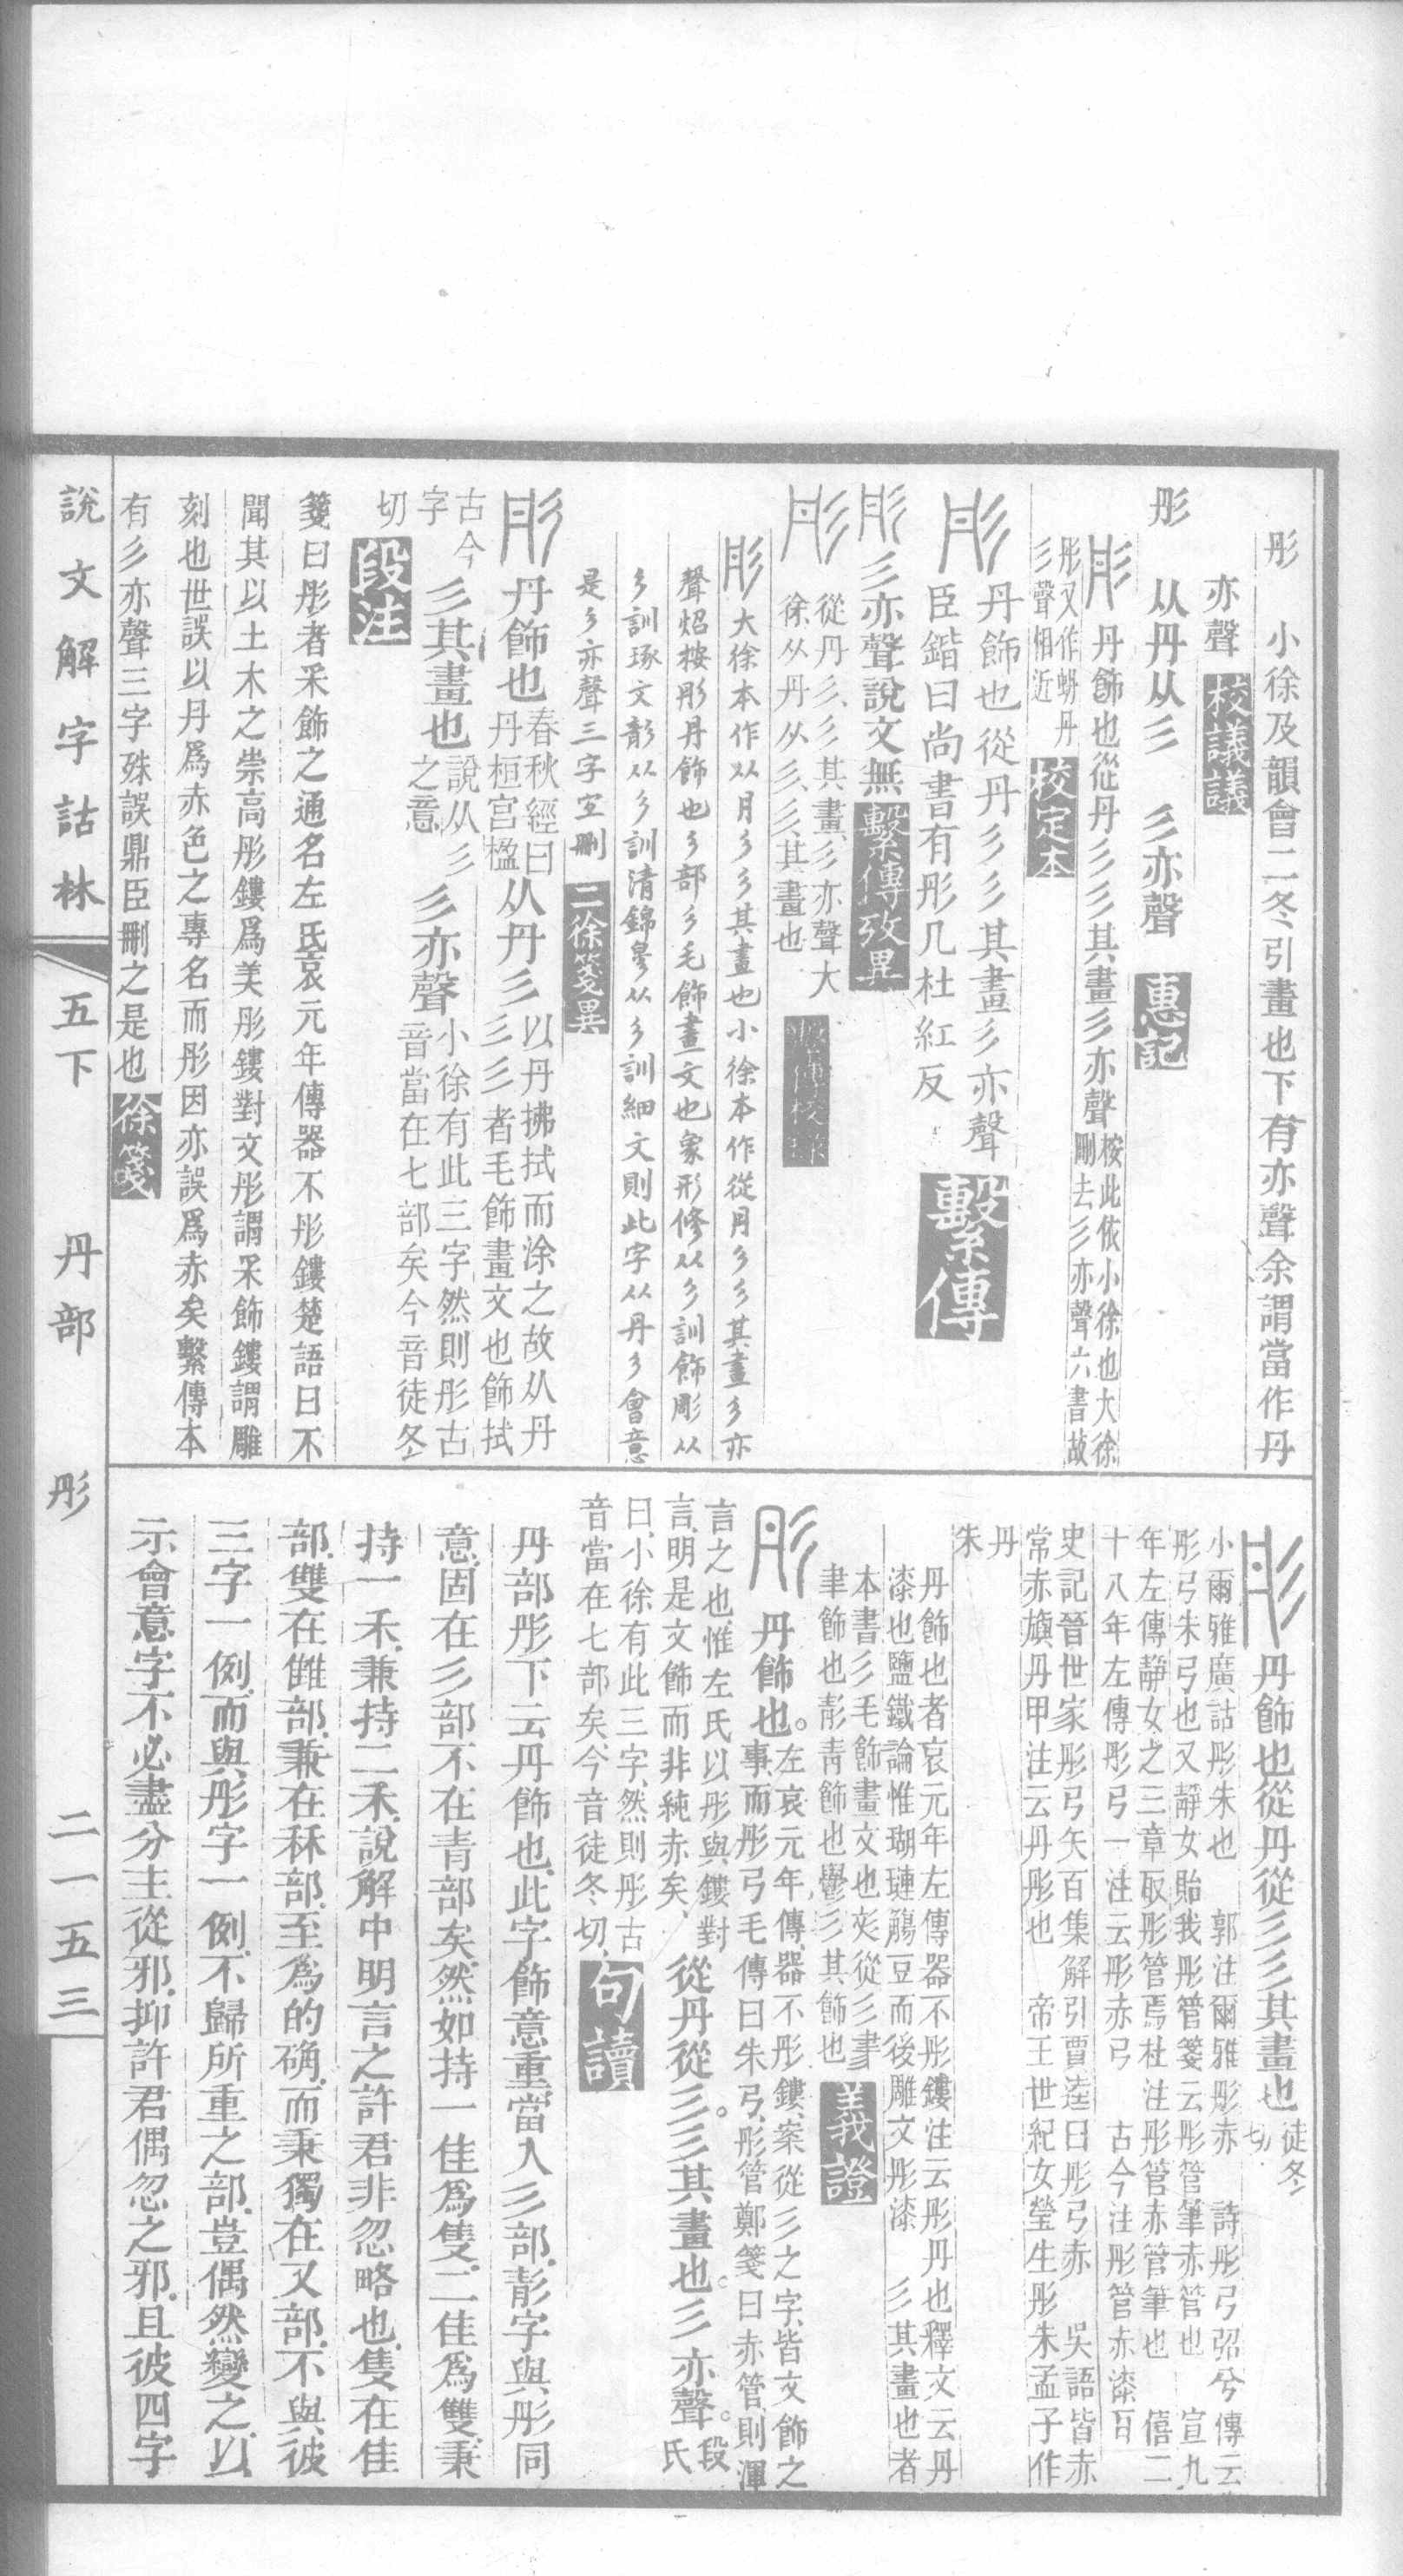 彤　小徐及韻會二冬引畫也下有亦聲余謂當作丹
亦聲　校議議
彤　从丹从彡　彡亦聲　惠記
彤　丹飾也從丹彡彡其畫彡亦聲　桉此依小徐也大徐
刪去彡亦聲六書故
彤又作蚒丹
彡聲相近　校定本
彤　丹飾也從丹彡彡其畫彡亦聲
臣鍇曰尚書有彤几杜紅反　繫傳
彤　彡亦聲說文無　繫傳攷異
彤　從丹彡彡其畫彡亦聲大
徐从丹从彡彡其畫也　繫傳校錄
彤　大徐本作从月彡彡其畫也小徐本作從月彡彡其畫彡亦
聲炤桉彤丹飾也彡部彡毛飾畫文也象形修从彡訓飾彫从
彡訓琢文彰从彡訓清錦㣎从彡訓細文則此字从丹彡會意
是彡亦聲三字宜刪　二徐箋異
彤　丹飾也　春秋經曰
丹桓宮楹　从丹彡　以丹拂拭而涂之故从丹
彡彡者毛飾畫文也飾拭
古今
字　彡其畫也　說从彡
之意　彡亦聲　小徐有此三字然則彤古
音當在七部矣今音徒冬
切　段注
箋曰彤者采飾之通名左氏哀元年傳器不彤鏤楚語曰不
聞其以土木之崇高彤鏤爲美彤鏤對文彤謂采飾鏤謂雕
刻也世誤以丹爲赤色之專名而彤因亦誤爲赤矣繫傳本
有彡亦聲三字殊誤鼎臣刪之是也　徐箋
彤　丹飾也從丹從彡彡其畫也　徒冬
切
小爾雅廣詁彤朱也　郭注爾雅彤赤　詩彤弓弨兮傳云
彤弓朱弓也又靜女貽我彤管箋云彤管筆赤管也　宣九
年左傳靜女之三章取彤管焉杜注彤管赤管筆也　僖二
十八年左傳彤弓一注云彤赤弓　古今注彤管赤漆耳
史記晉世家彤弓矢百集解引賈逵曰彤弓赤　吳語皆赤
常赤旟丹甲注云丹彤也　帝王世紀女瑩生彤朱孟子作
丹
朱
丹飾也者哀元年左傳器不彤鏤注云彤丹也釋文云丹
漆也鹽鐵論惟瑚璉觴豆而後雕文彤漆　彡其畫也者
本書彡毛飾畫文也彣從彡聿彡
聿飾也彰青飾也鬱彡其飾也　義證
彤　丹飾也。　左哀元年傳、器不彤鏤、案從彡之字、皆文飾之
事、而彤弓毛傳曰朱弓、彤管鄭箋曰赤管、則渾
言之也、惟左氏以彤與鏤對
言、明是文飾而非純赤矣、　從丹從彡。彡其畫也。彡亦聲。　段
氏
曰、小徐有此三字、然則彤古
音當在七部矣、今音徒冬切、　句讀
丹部彤下云丹飾也、此字飾意重、當入彡部、彰字與彤同
意、固在彡部不在青部矣、然如持一隹爲隻、二隹爲雙、秉
持一禾、兼持二禾、說解中明言之、許君非忽略也、隻在隹
部、雙在雔部、兼在秝部、至爲的确、而秉獨在又部、不與彼
三字一例、而與彤字一例、不歸所重之部、豈偶然變之、以
示會意字不必盡分主從邪、抑許君偶忽之邪、且彼四字
說文解字詁林　五下　丹部　彤　二一五三